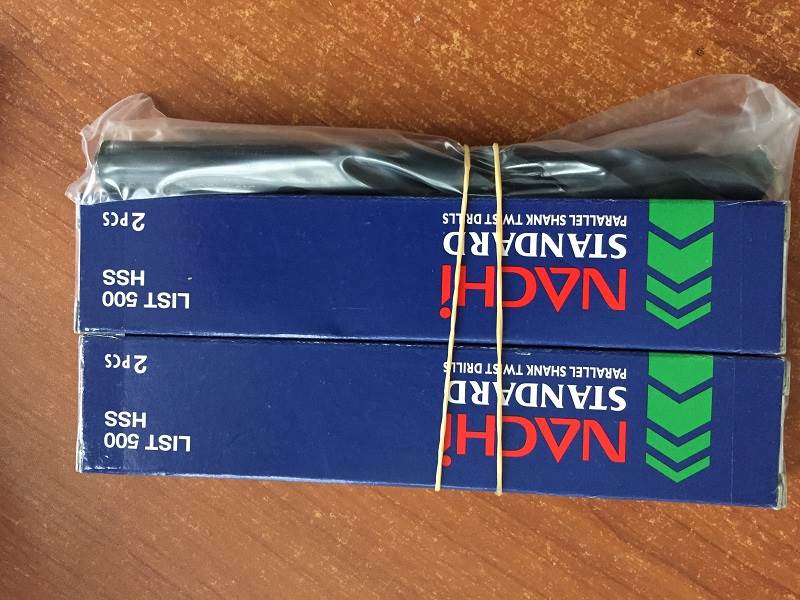 NACHi
STANDARD
PARALLEL SHANK TWIST DRILLS
LIST 500
HSS
2 PCS
NACHi
STANDARD
PARALLEL SHANK TWIST DRILLS
LIST 500
HSS
2 PCS